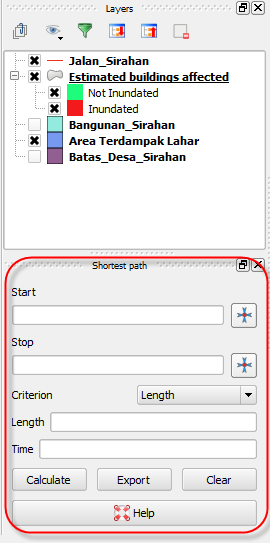 Layers
Jalan_Sirahan
Estimated buildings affected
Not Inundated
Inundated
Bangunan_Sirahan
Area Terdampak Lahar
Batas_Desa_Sirahan
Shortest path
Start
Stop
Criterion Length
Length
Time
Calculate Export Clear
Help